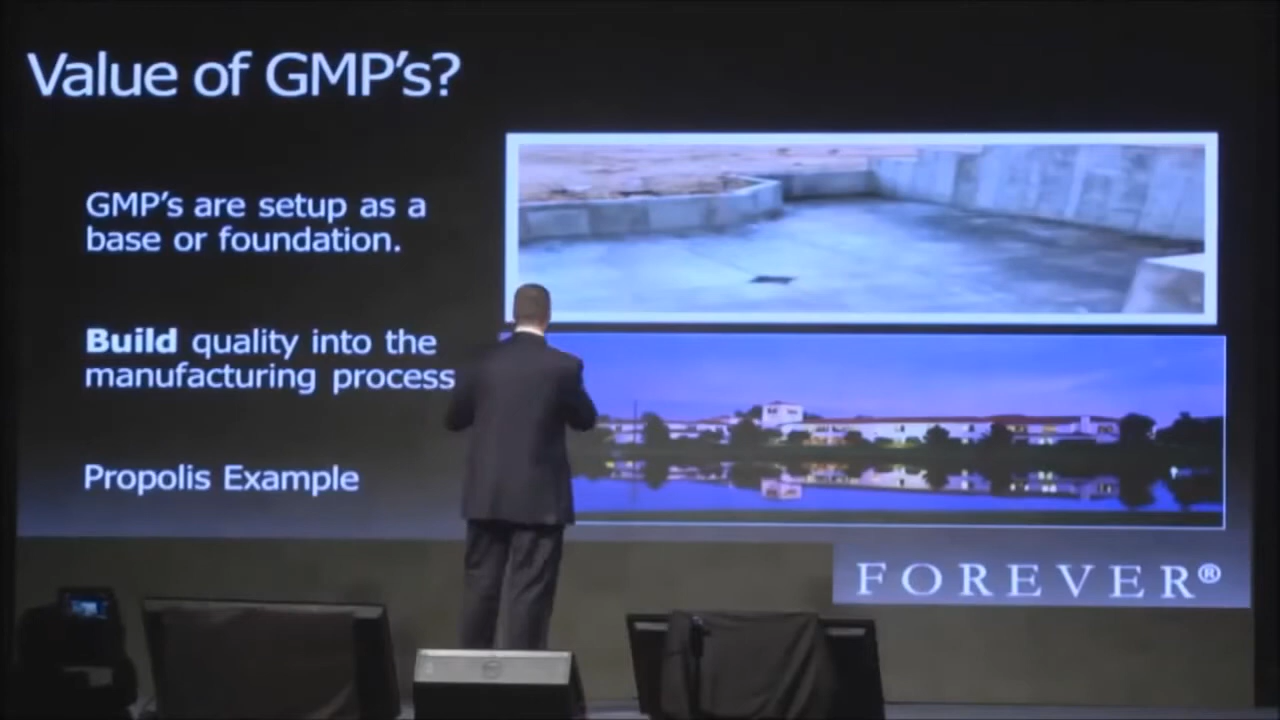 Value of GMP's?
GMP's are setup as a
base or foundation.
Build quality into the
manufacturing process
Propolis Example
FOREVER®